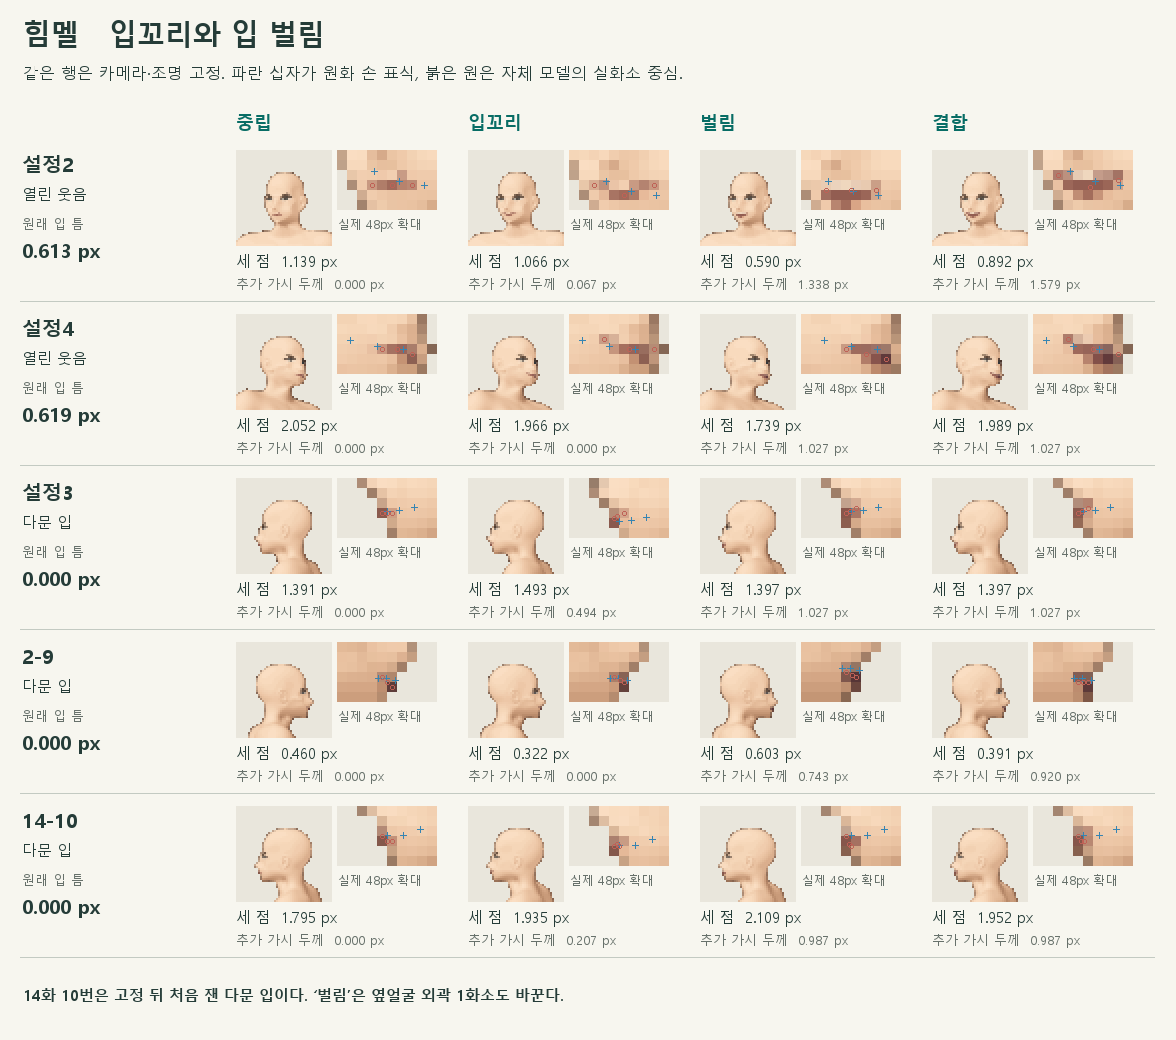 힘멜 입꼬리와 입 벌림
같은 행은 카메라·조명 고정. 파란 십자가 원화 손 표식, 붉은 원은 자체 모델의 실화소 중심.
중립 입꼬리 벌림 결합
설정2
열린 웃음
원래 입 틈
0.613 px
실제 48px 확대 실제 48px 확대 실제 48px 확대 실제 48px 확대
세 점 1.139 px 세 점 1.066 px 세 점 0.590 px 세 점 0.892 px
추가 가시 두께 0.000 px 추가 가시 두께 0.067 px 추가 가시 두께 1.338 px 추가 가시 두께 1.579 px
설정4
열린 웃음
원래 입 틈
0.619 px
실제 48px 확대 실제 48px 확대 실제 48px 확대 실제 48px 확대
세 점 2.052 px 세 점 1.966 px 세 점 1.739 px 세 점 1.989 px
추가 가시 두께 0.000 px 추가 가시 두께 0.000 px 추가 가시 두께 1.027 px 추가 가시 두께 1.027 px
설정3
다문 입
원래 입 틈
0.000 px
실제 48px 확대 실제 48px 확대 실제 48px 확대 실제 48px 확대
세 점 1.391 px 세 점 1.493 px 세 점 1.397 px 세 점 1.397 px
추가 가시 두께 0.000 px 추가 가시 두께 0.494 px 추가 가시 두께 1.027 px 추가 가시 두께 1.027 px
2-9
다문 입
원래 입 틈
0.000 px
실제 48px 확대 실제 48px 확대 실제 48px 확대 실제 48px 확대
세 점 0.460 px 세 점 0.322 px 세 점 0.603 px 세 점 0.391 px
추가 가시 두께 0.000 px 추가 가시 두께 0.000 px 추가 가시 두께 0.743 px 추가 가시 두께 0.920 px
14-10
다문 입
원래 입 틈
0.000 px
실제 48px 확대 실제 48px 확대 실제 48px 확대 실제 48px 확대
세 점 1.795 px 세 점 1.935 px 세 점 2.109 px 세 점 1.952 px
추가 가시 두께 0.000 px 추가 가시 두께 0.207 px 추가 가시 두께 0.987 px 추가 가시 두께 0.987 px
14화 10번은 고정 뒤 처음 잰 다문 입이다. ‘벌림’은 옆얼굴 외곽 1화소도 바꾼다.